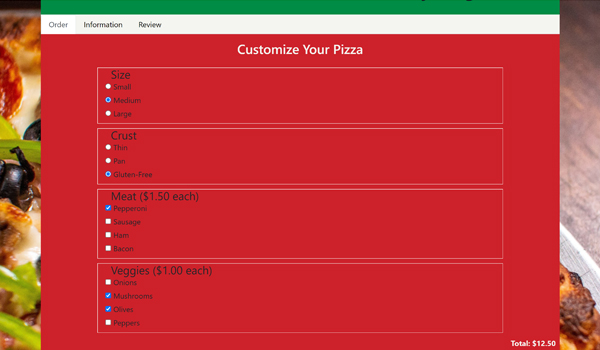 Order Information Review
Customize Your Pizza
Size
Small
Medium
Large
Crust
Thin
Pan
Gluten-Free
Meat ($1.50 each)
Pepperoni
Sausage
Ham
Bacon
Veggies ($1.00 each)
Onions
Mushrooms
Olives
Peppers
Total: $12.50